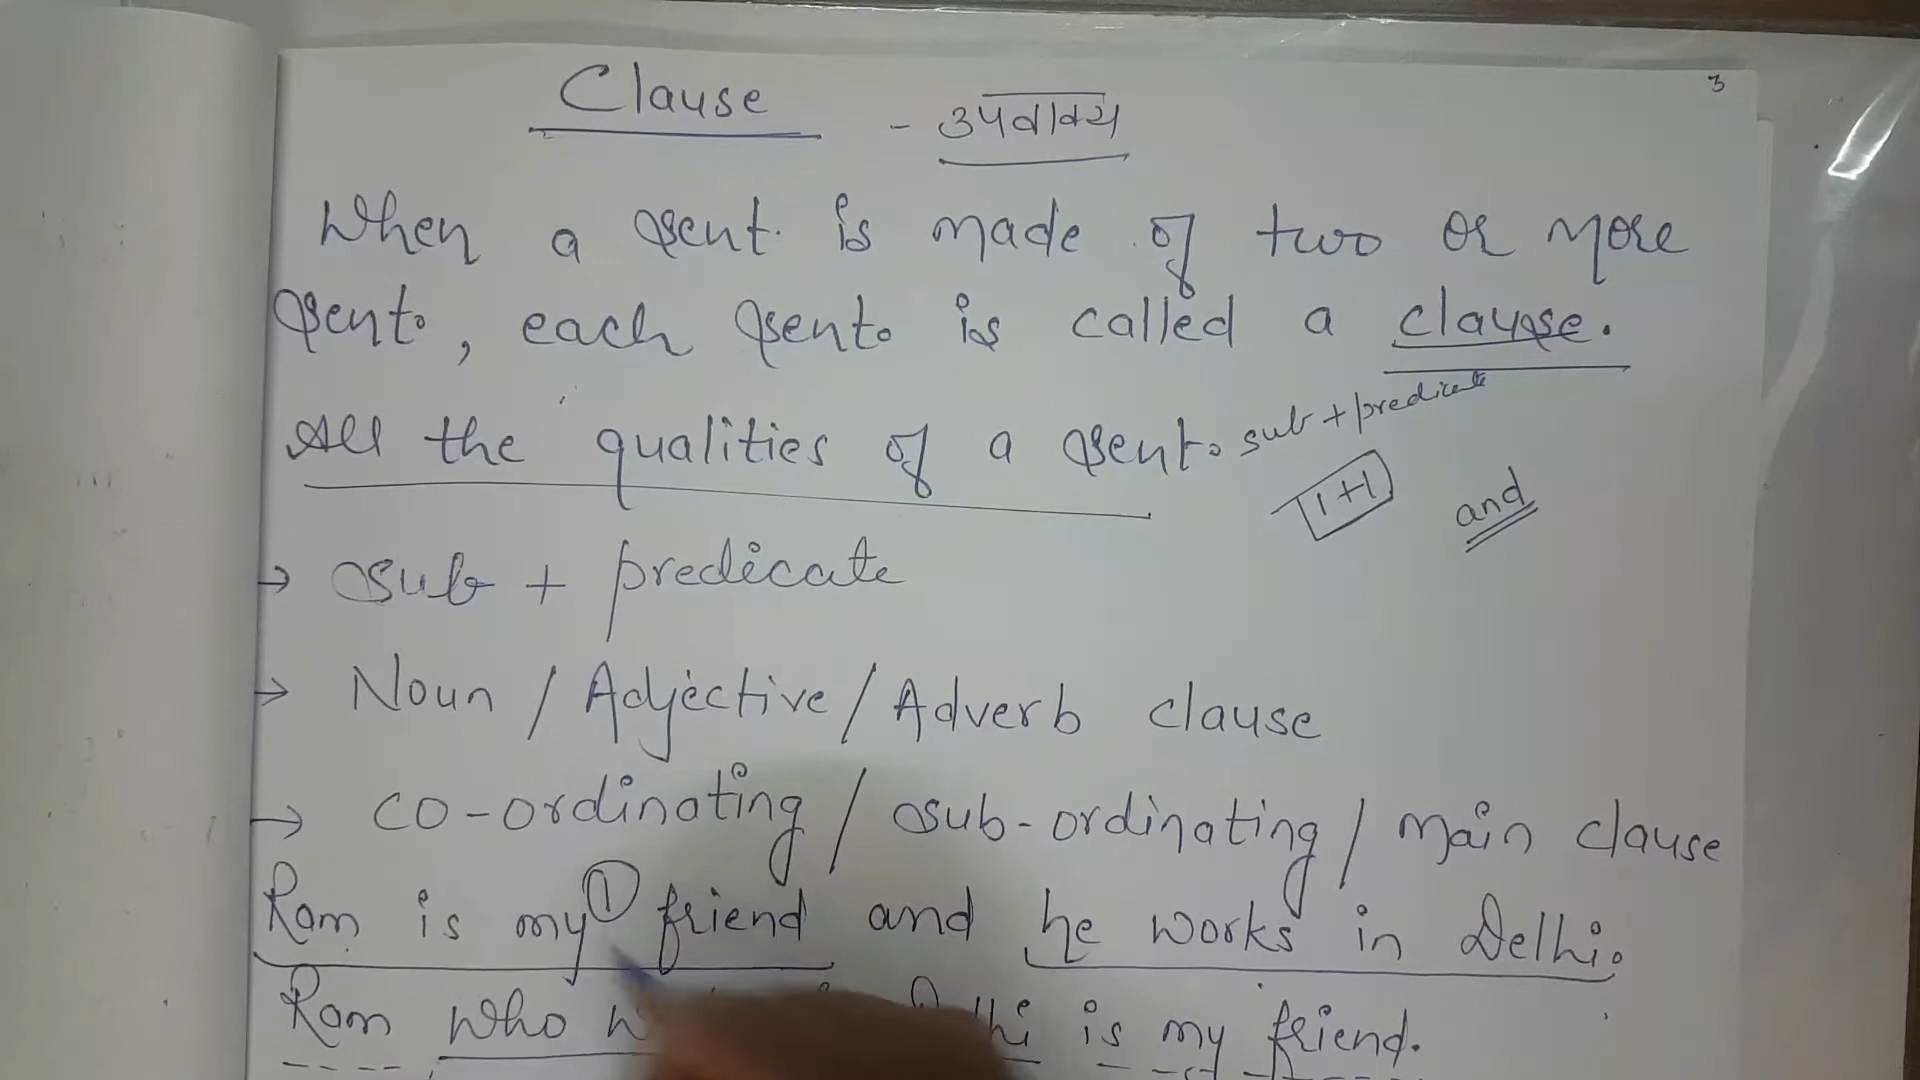 3
Clause - उपवाक्य
When a sent. is made of two or more
sent., each sent. is called a clause.
All the qualities of a sent. sub + predicate
1+1 and
→ sub + predicate
→ Noun / Adjective / Adverb clause
→ co-ordinating / sub-ordinating / main clause
Ram is my ① friend and he works in Delhi.
Ram who is my friend.